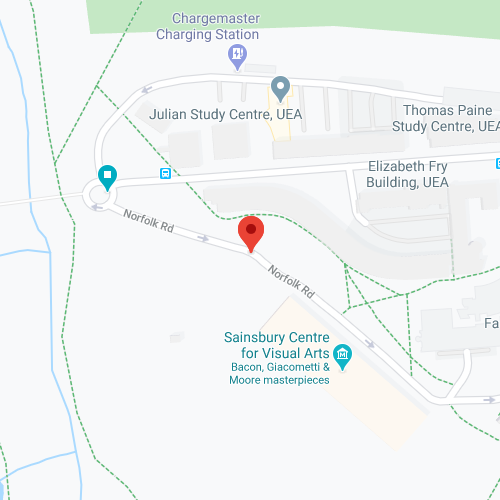 Chargemaster
Charging Station
Julian Study Centre, UEA
Thomas Paine
Study Centre, UEA
Elizabeth Fry
Building, UEA
Norfolk Rd
Norfolk Rd
Sainsbury Centre
for Visual Arts
Bacon, Giacometti &
Moore masterpieces
Fa